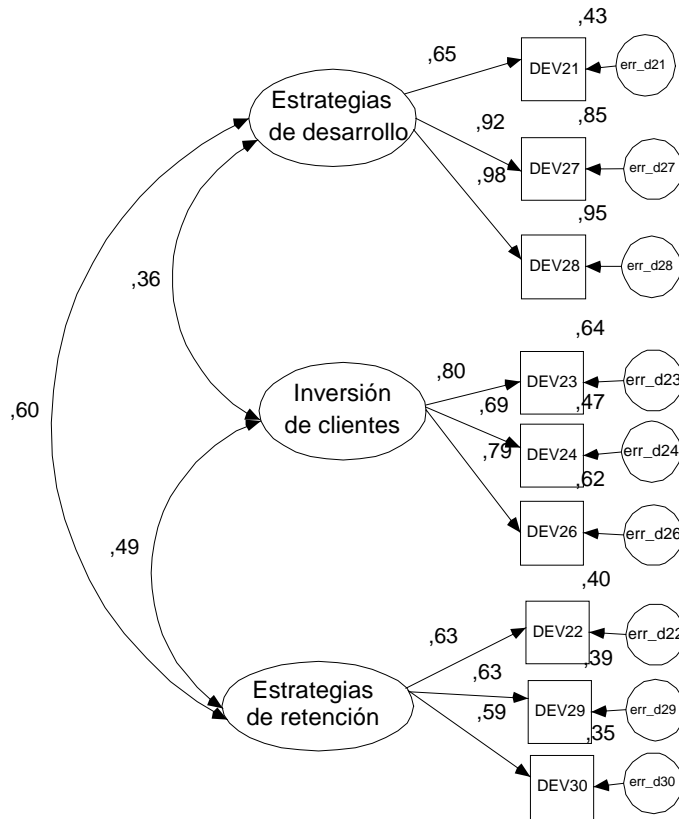 ,43
,65
DEV21
err_d21
Estrategias
de desarrollo
,85
,92
DEV27
err_d27
,98
,95
DEV28
err_d28
,36
,64
,80
DEV23
err_d23
Inversión
de clientes
,60
,69
,47
DEV24
err_d24
,79
,62
DEV26
err_d26
,49
,40
,63
DEV22
err_d22
,63
,39
Estrategias
de retención
DEV29
err_d29
,59
,35
DEV30
err_d30